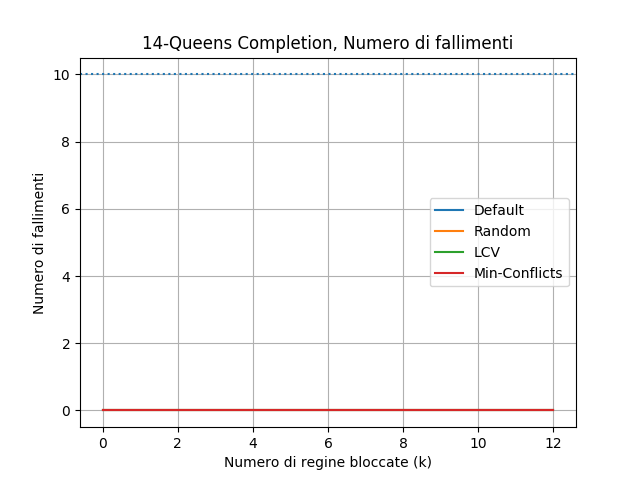 14-Queens Completion, Numero di fallimenti
Numero di fallimenti
10
8
6
4
2
0
Default
Random
LCV
Min-Conflicts
0 2 4 6 8 10 12
Numero di regine bloccate (k)